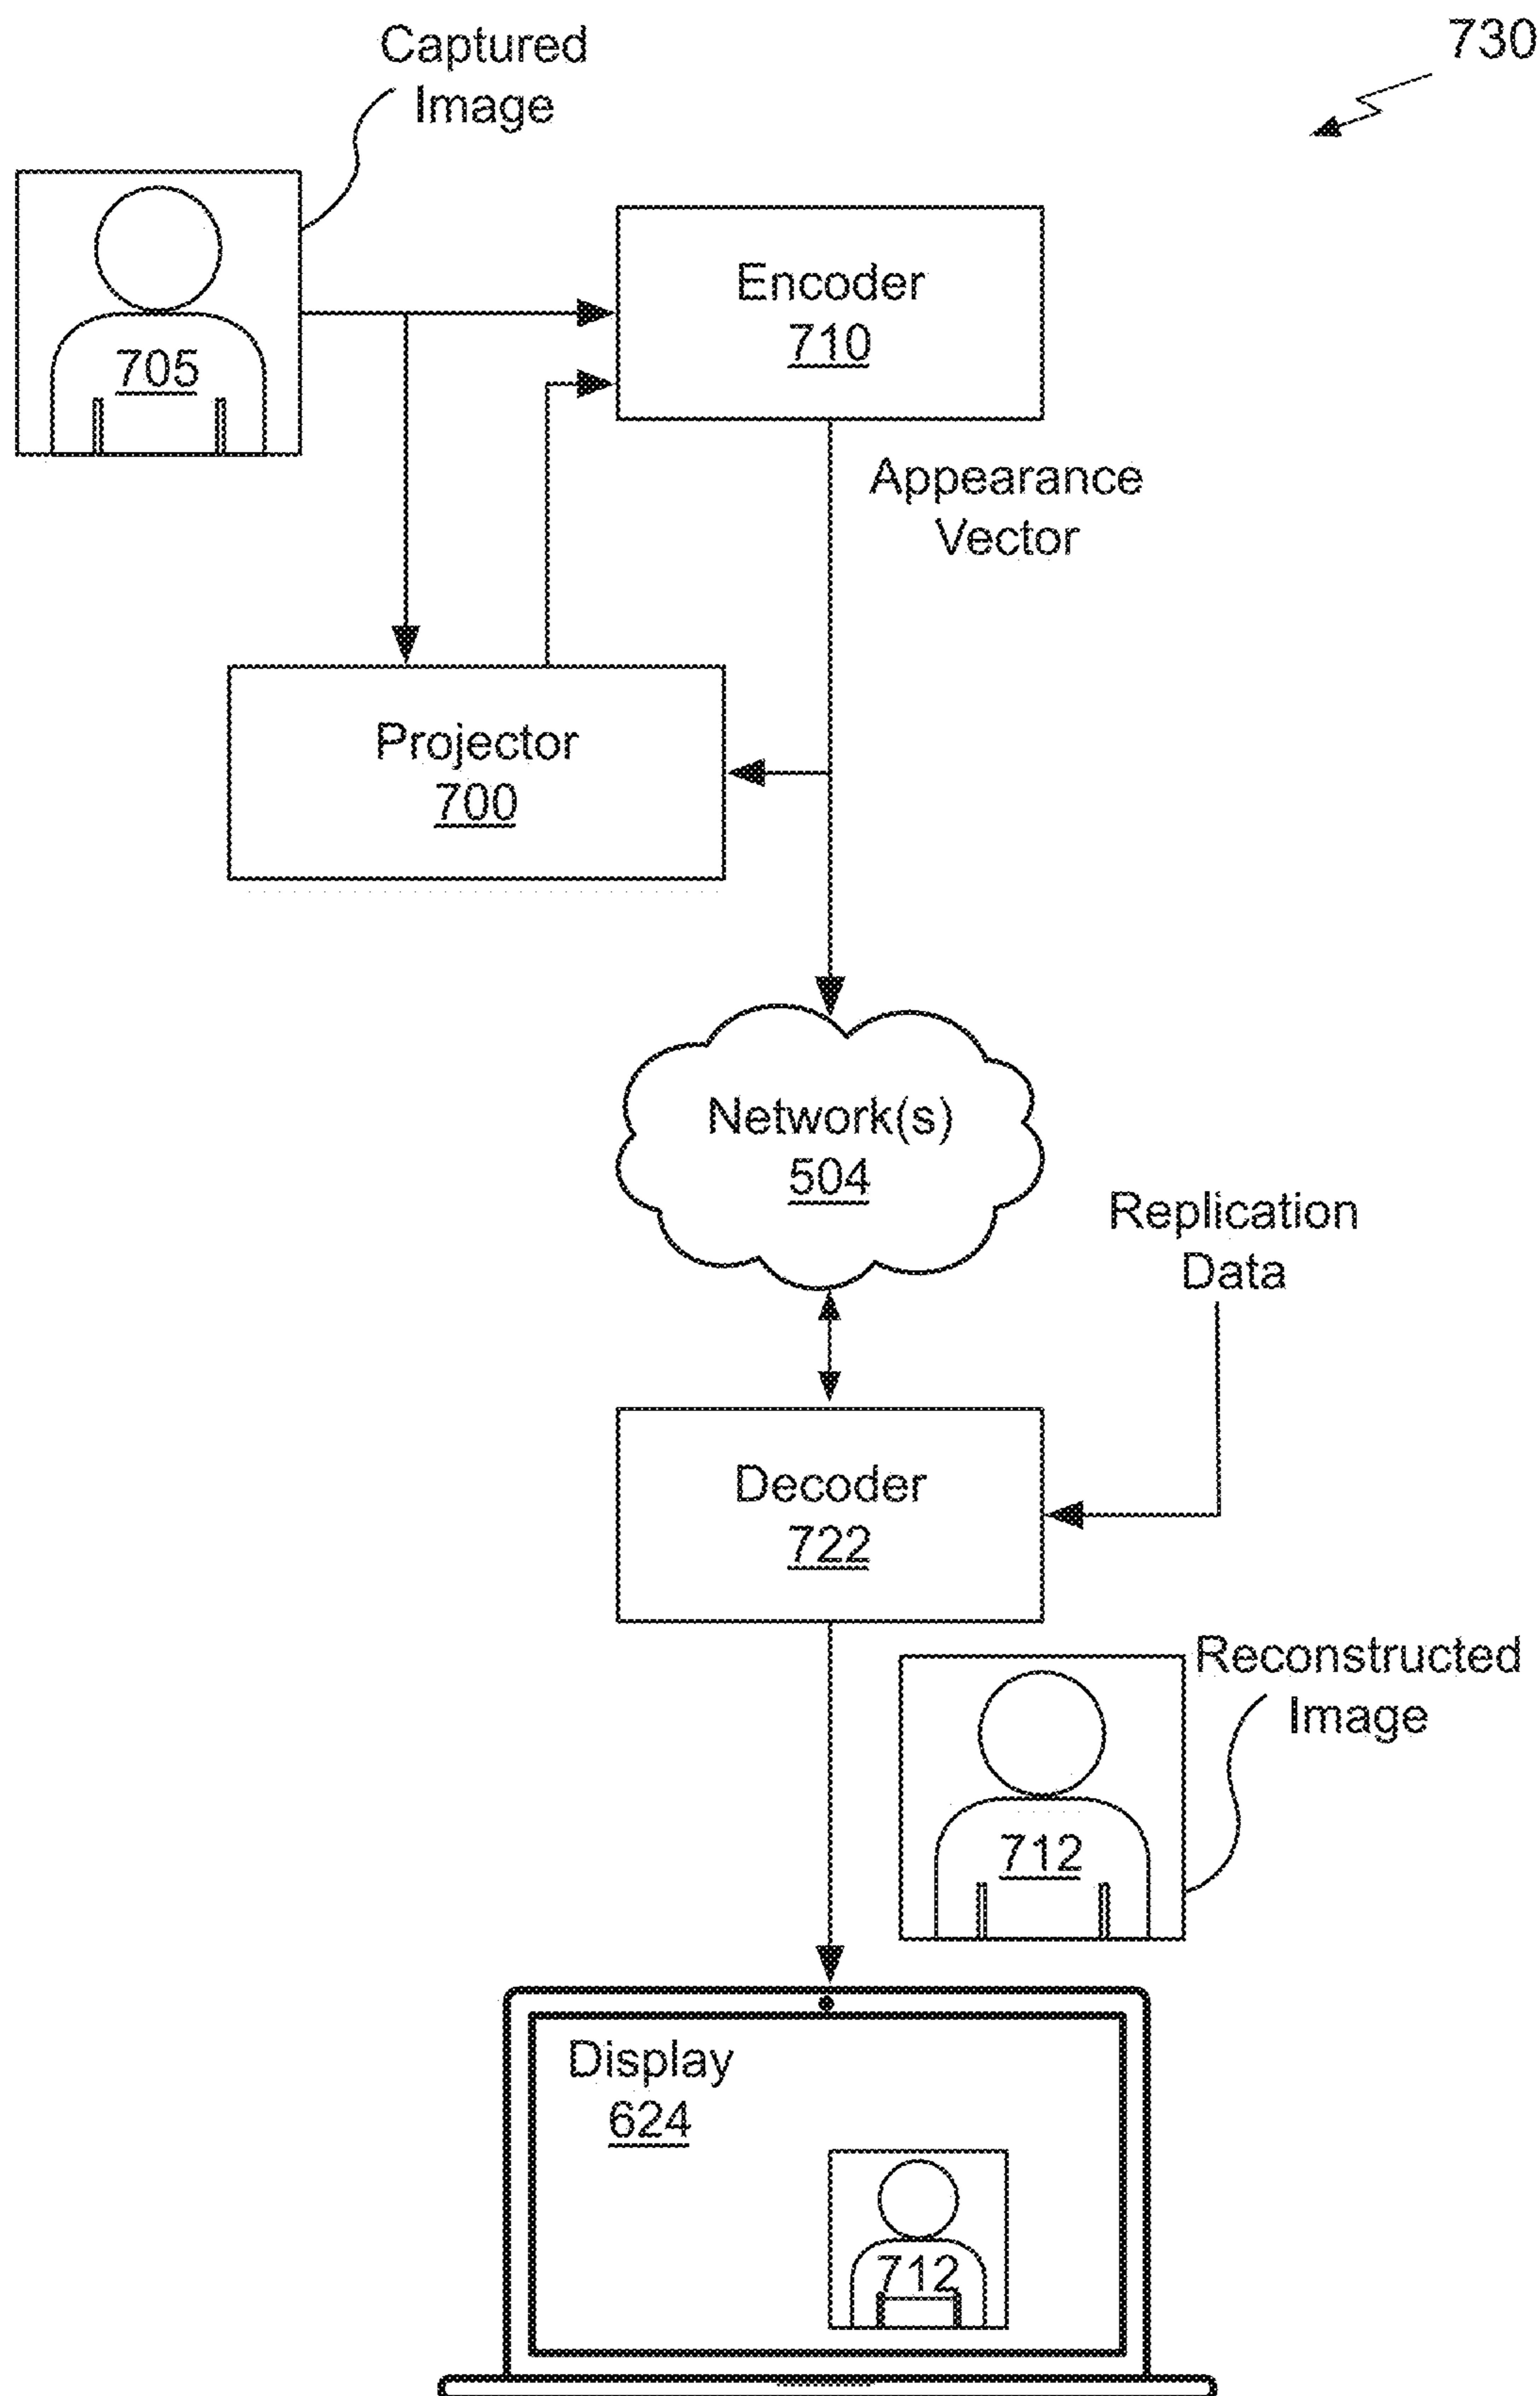 730
Captured
Image
705
Encoder
710
Appearance
Vector
Projector
700
Network(s)
504
Replication
Data
Decoder
722
Reconstructed
Image
712
Display
624
712